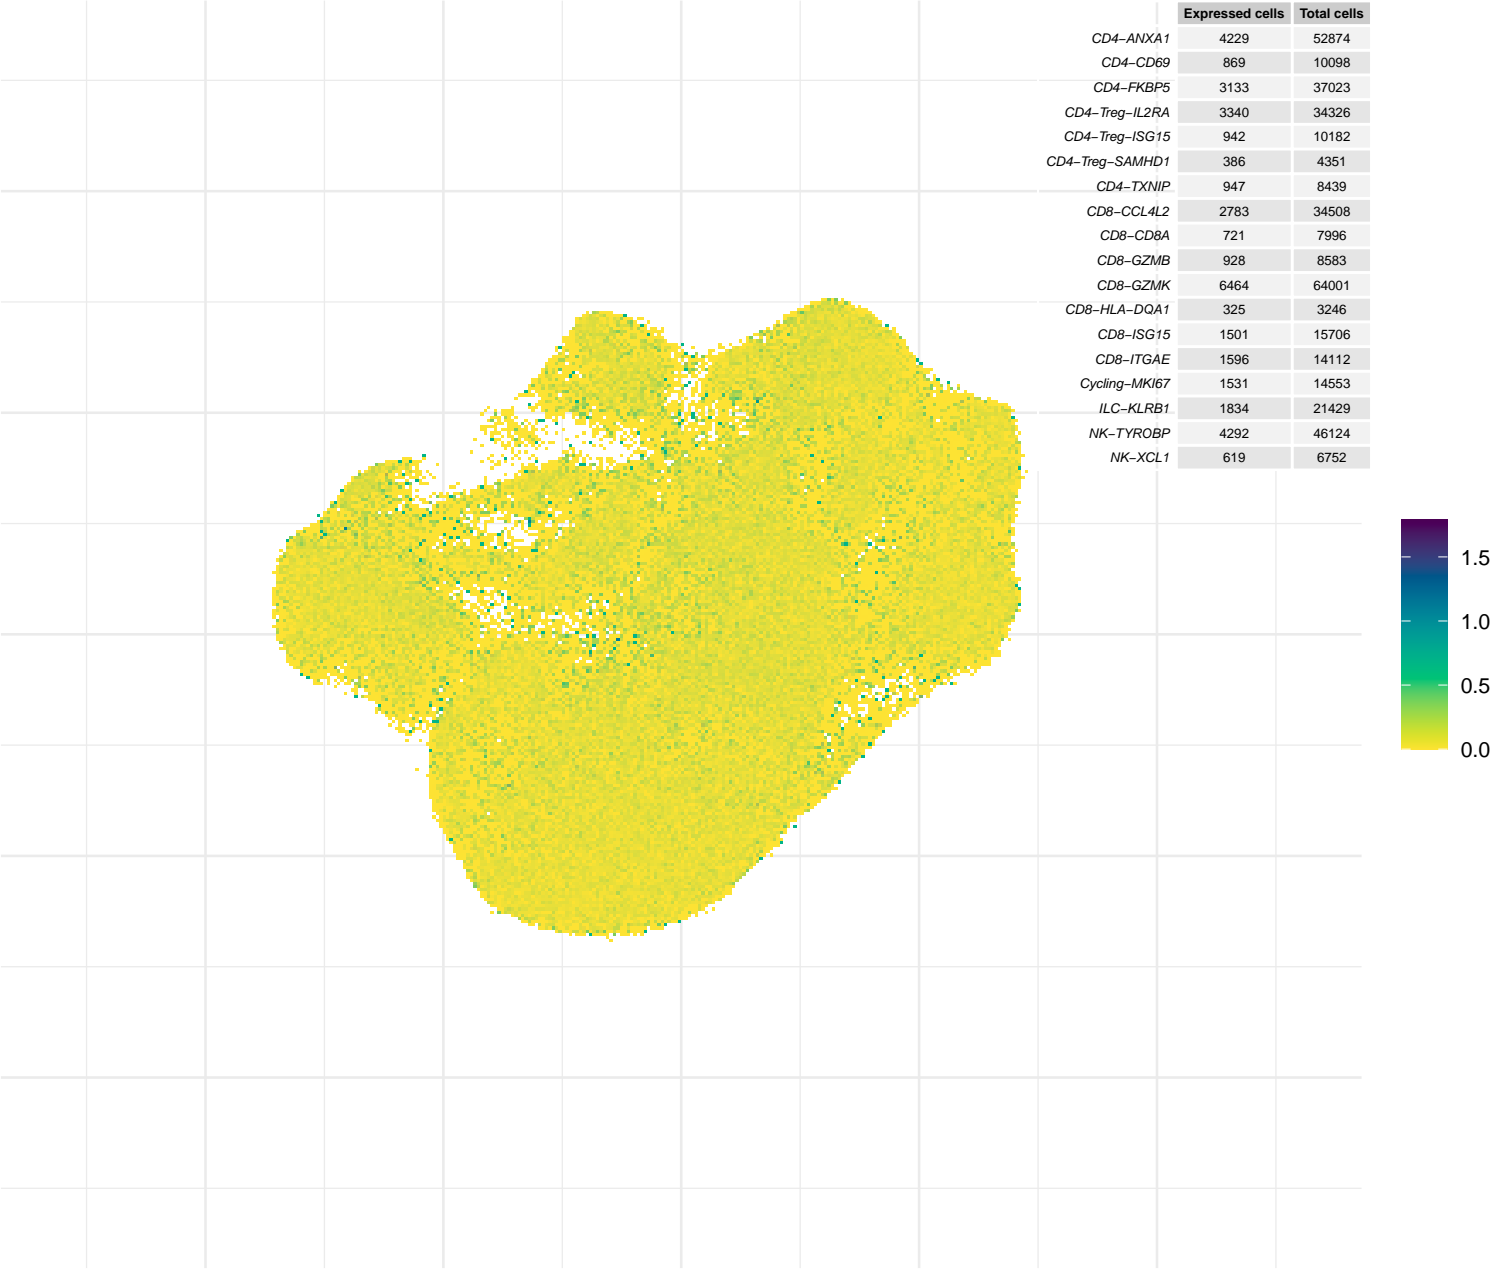 Expressed cells Total cells
CD4−ANXA1 4229 52874
CD4−CD69 869 10098
CD4−FKBP5 3133 37023
CD4−Treg−IL2RA 3340 34326
CD4−Treg−ISG15 942 10182
CD4−Treg−SAMHD1 386 4351
CD4−TXNIP 947 8439
CD8−CCL4L2 2783 34508
CD8−CD8A 721 7996
CD8−GZMB 928 8583
CD8−GZMK 6464 64001
CD8−HLA−DQA1 325 3246
CD8−ISG15 1501 15706
CD8−ITGAE 1596 14112
Cycling−MKI67 1531 14553
ILC−KLRB1 1834 21429
NK−TYROBP 4292 46124
NK−XCL1 619 6752
1.5
1.0
0.5
0.0